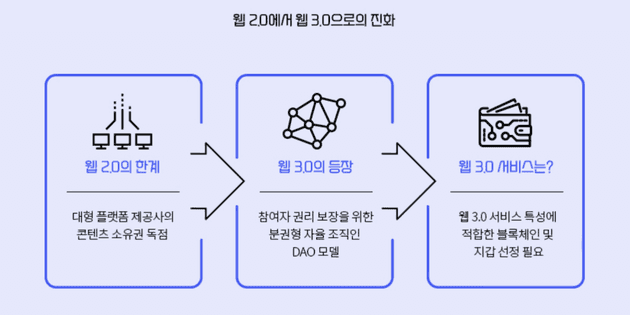 웹 2.0에서 웹 3.0으로의 진화
웹 2.0의 한계
대형 플랫폼 제공사의
콘텐츠 소유권 독점
웹 3.0의 등장
참여자 권리 보장을 위한
분권형 자율 조직인
DAO 모델
웹 3.0 서비스는?
웹 3.0 서비스 특성에
적합한 블록체인 및
지갑 선정 필요